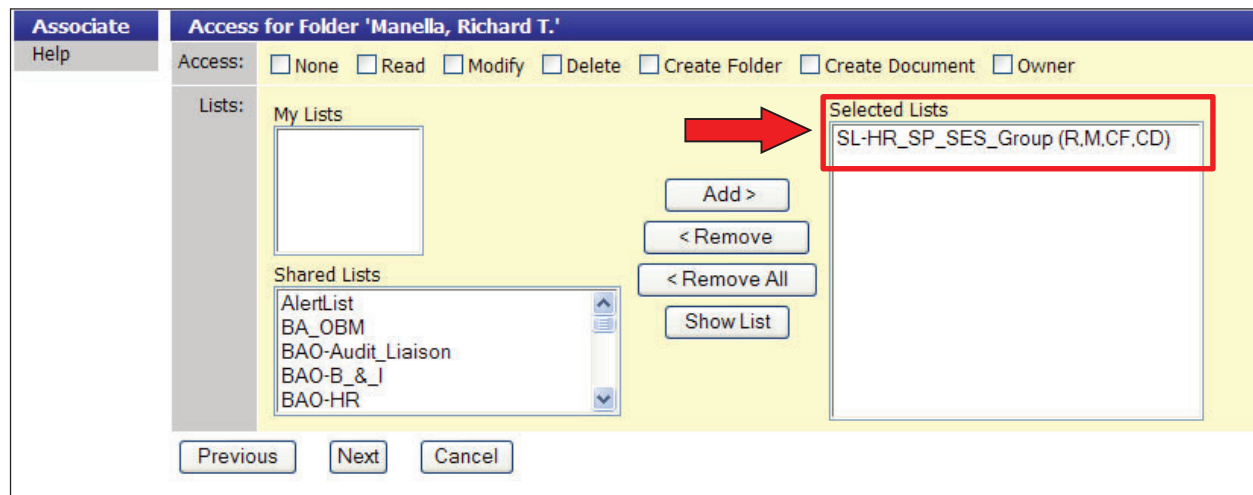 Associate
Help
Access for Folder 'Manella, Richard T.'
Access: None Read Modify Delete Create Folder Create Document Owner
Lists:
My Lists
Shared Lists
AlertList
BA_OBM
BAO-Audit_Liaison
BAO-B_&_I
BAO-HR
Add >
< Remove
< Remove All
Show List
Selected Lists
SL-HR_SP_SES_Group (R,M,CF,CD)
Previous Next Cancel